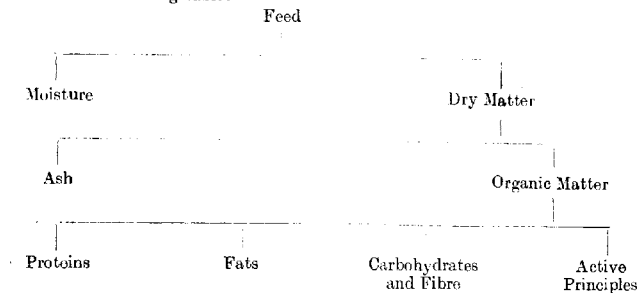 Feed
Moisture
Dry Matter
Ash
Organic Matter
Proteins
Fats
Carbohydrates
and Fibre
Active
Principles